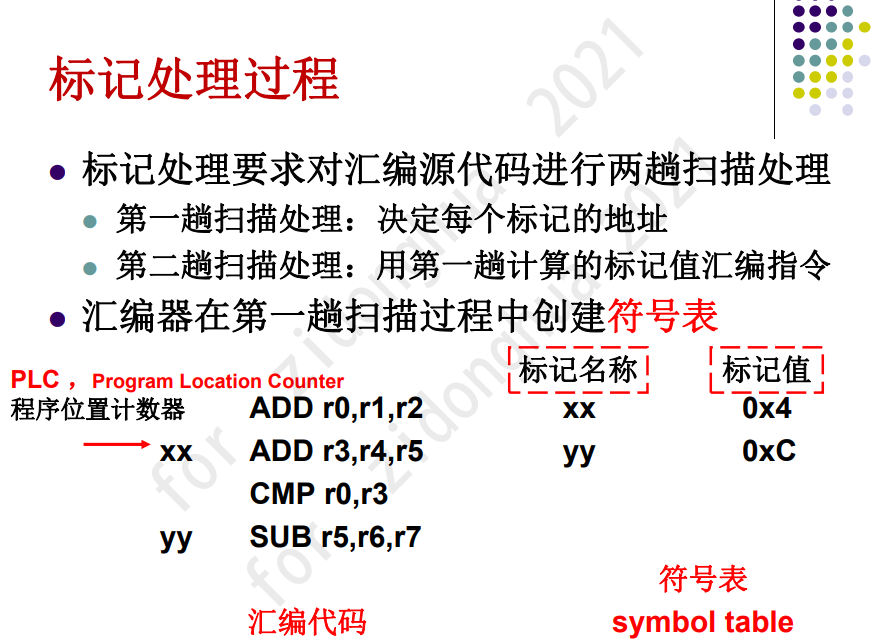 标记处理过程
标记处理要求对汇编源代码进行两趟扫描处理
第一趟扫描处理：决定每个标记的地址
第二趟扫描处理：用第一趟计算的标记值汇编指令
汇编器在第一趟扫描过程中创建符号表
PLC ，Program Location Counter
程序位置计数器
标记名称 标记值
ADD r0,r1,r2 xx 0x4
xx ADD r3,r4,r5 yy 0xC
CMP r0,r3
yy SUB r5,r6,r7
符号表
汇编代码 symbol table
for zidonghua 2021
for zidonghua 2021